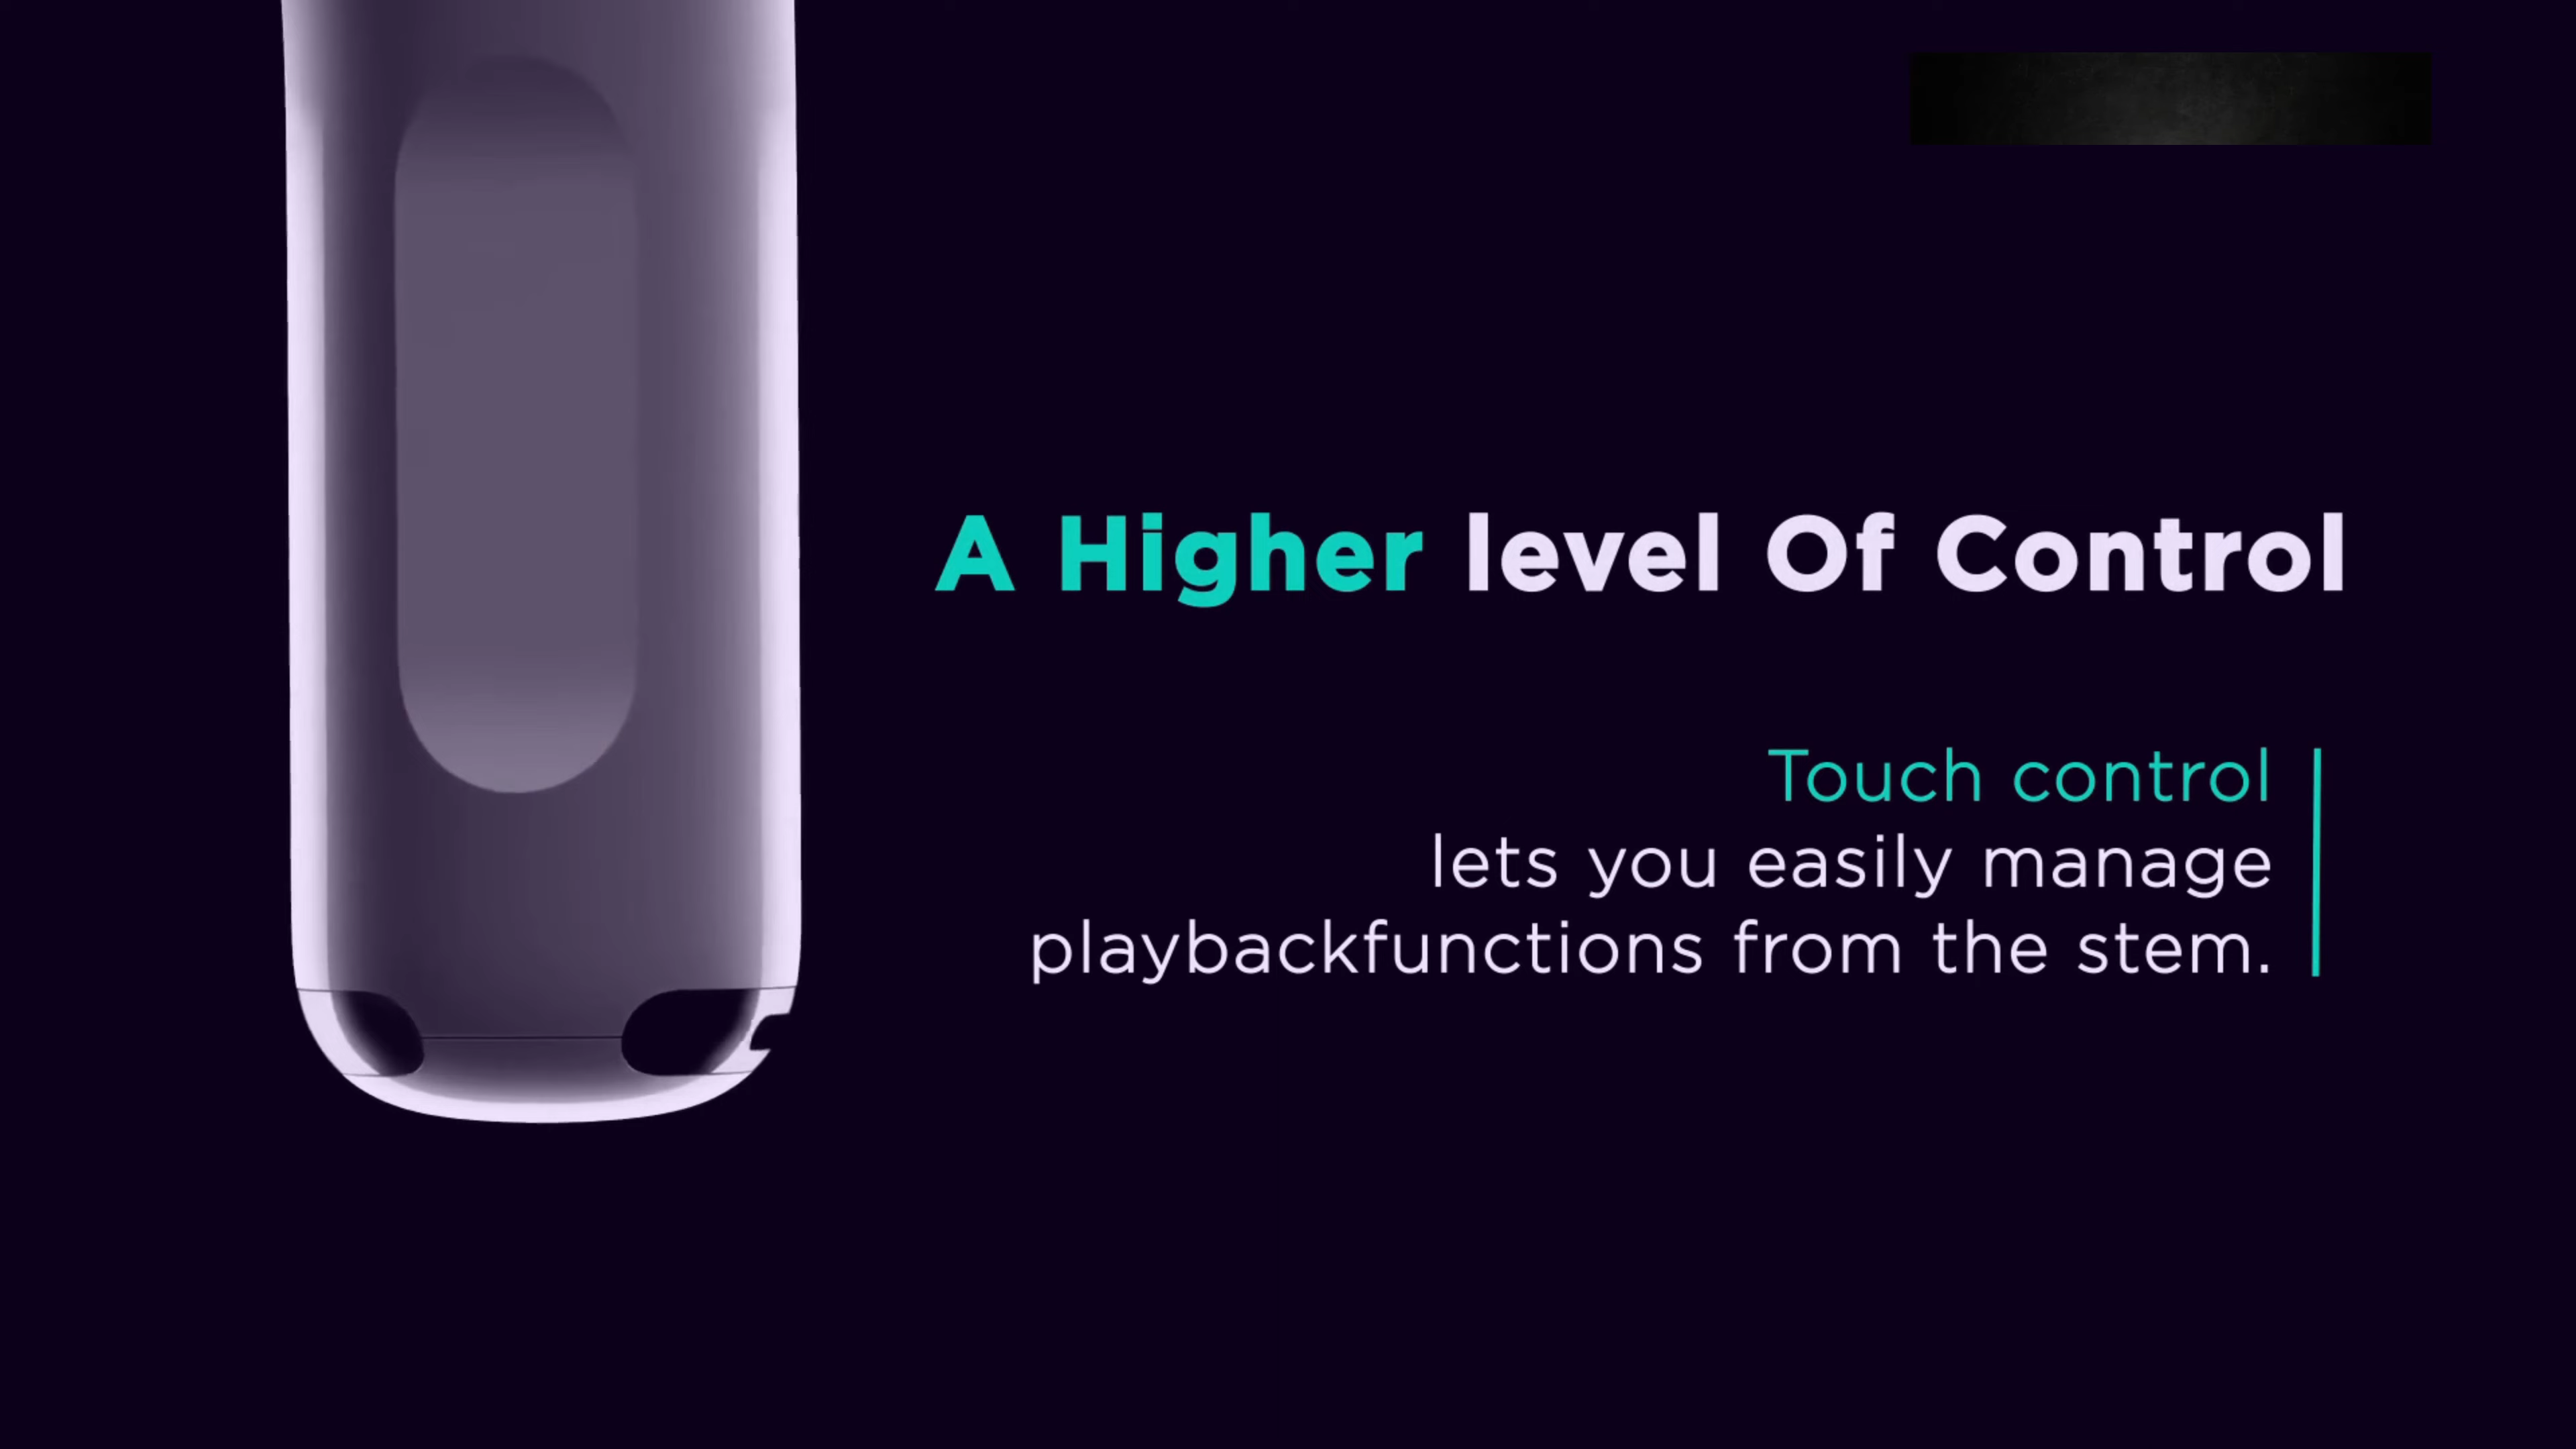 A Higher level Of Control
Touch control
lets you easily manage
playbackfunctions from the stem.